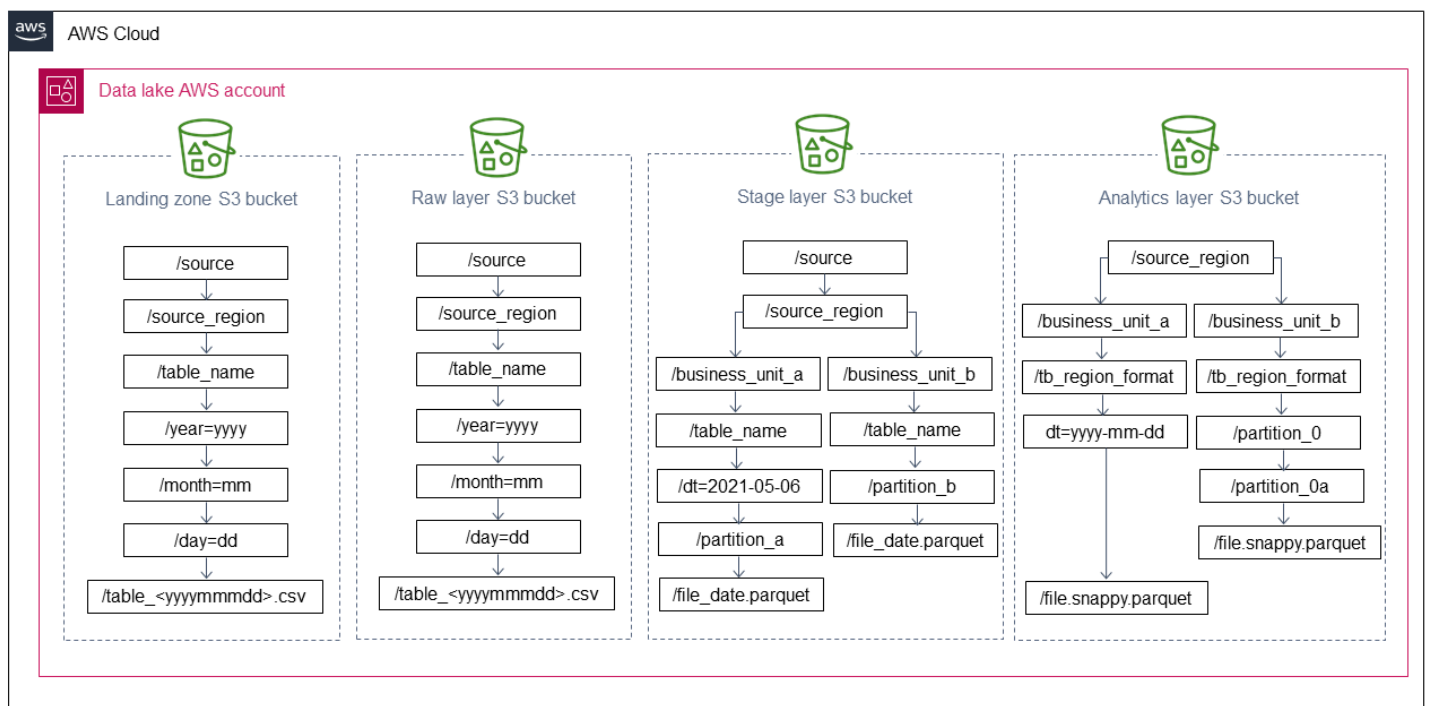 aws
AWS Cloud
Data lake AWS account
Landing zone S3 bucket
/source
/source_region
/table_name
/year=yyyy
/month=mm
/day=dd
/table_<yyyymmmdd>.csv
Raw layer S3 bucket
/source
/source_region
/table_name
/year=yyyy
/month=mm
/day=dd
/table_<yyyymmmdd>.csv
Stage layer S3 bucket
/source
/source_region
/business_unit_a
/table_name
/dt=2021-05-06
/partition_a
/file_date.parquet
/business_unit_b
/table_name
/partition_b
/file_date.parquet
Analytics layer S3 bucket
/source_region
/business_unit_a
/tb_region_format
dt=yyyy-mm-dd
/file.snappy.parquet
/business_unit_b
/tb_region_format
/partition_0
/partition_0a
/file.snappy.parquet